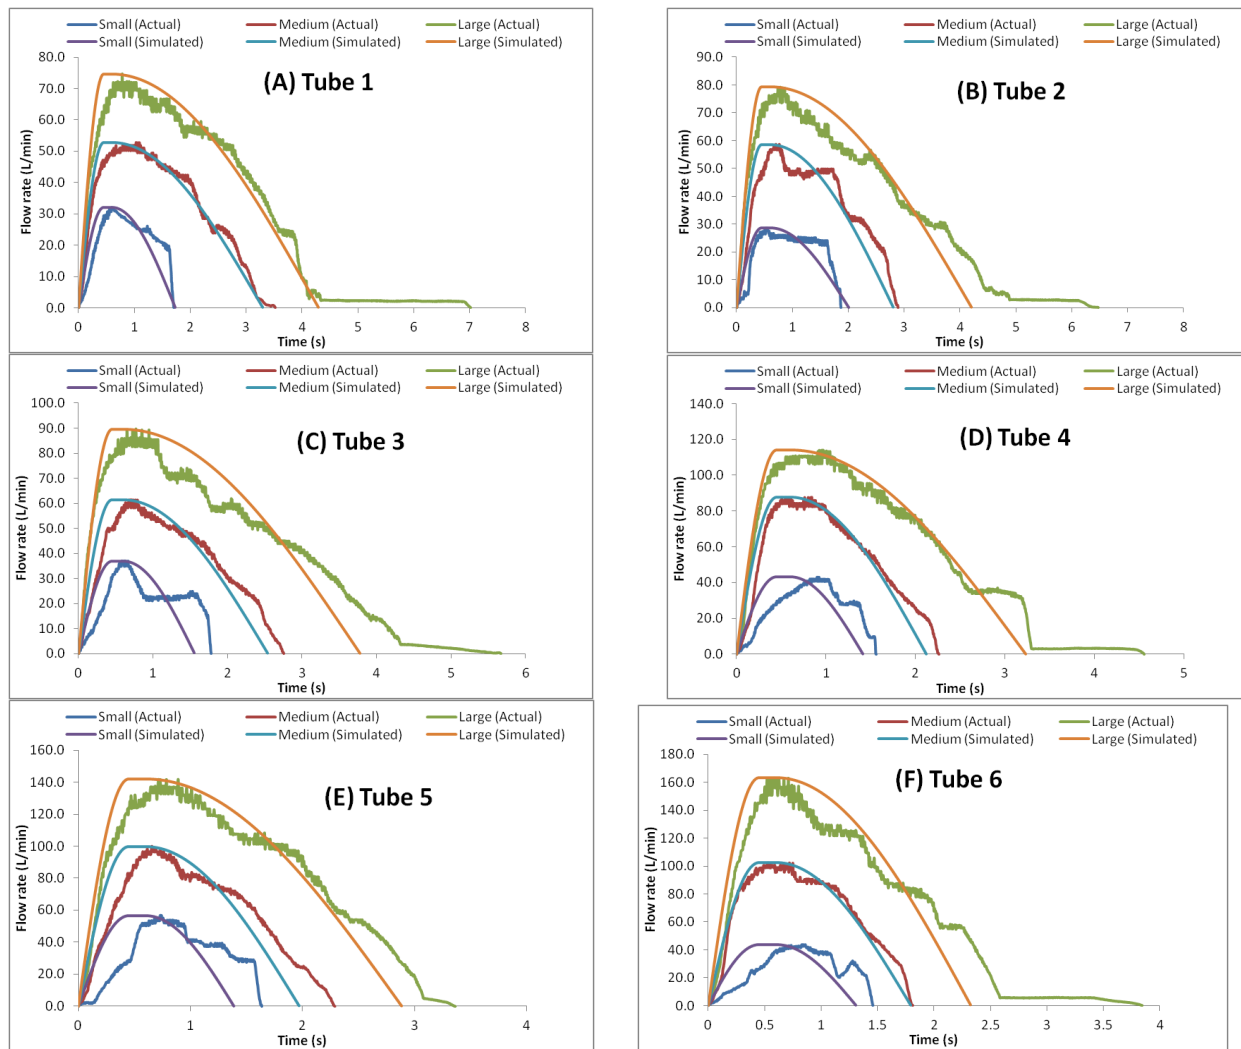 Small (Actual) Medium (Actual) Large (Actual)
Small (Simulated) Medium (Simulated) Large (Simulated)
(A) Tube 1
Flow rate (L/min)
80.0
70.0
60.0
50.0
40.0
30.0
20.0
10.0
0.0
0 1 2 3 4 5 6 7 8
Time (s)
Small (Actual) Medium (Actual) Large (Actual)
Small (Simulated) Medium (Simulated) Large (Simulated)
(B) Tube 2
Flow rate (L/min)
90.0
80.0
70.0
60.0
50.0
40.0
30.0
20.0
10.0
0.0
0 1 2 3 4 5 6 7 8
Time (s)
Small (Actual) Medium (Actual) Large (Actual)
Small (Simulated) Medium (Simulated) Large (Simulated)
(C) Tube 3
Flow rate (L/min)
100.0
90.0
80.0
70.0
60.0
50.0
40.0
30.0
20.0
10.0
0.0
0 1 2 3 4 5 6
Time (s)
Small (Actual) Medium (Actual) Large (Actual)
Small (Simulated) Medium (Simulated) Large (Simulated)
(D) Tube 4
Flow rate (L/min)
140.0
120.0
100.0
80.0
60.0
40.0
20.0
0.0
0 1 2 3 4 5
Time (s)
Small (Actual) Medium (Actual) Large (Actual)
Small (Simulated) Medium (Simulated) Large (Simulated)
(E) Tube 5
Flow rate (L/min)
160.0
140.0
120.0
100.0
80.0
60.0
40.0
20.0
0.0
0 1 2 3 4
Time (s)
Small (Actual) Medium (Actual) Large (Actual)
Small (Simulated) Medium (Simulated) Large (Simulated)
(F) Tube 6
Flow rate (L/min)
180.0
160.0
140.0
120.0
100.0
80.0
60.0
40.0
20.0
0.0
0 0.5 1 1.5 2 2.5 3 3.5 4
Time (s)